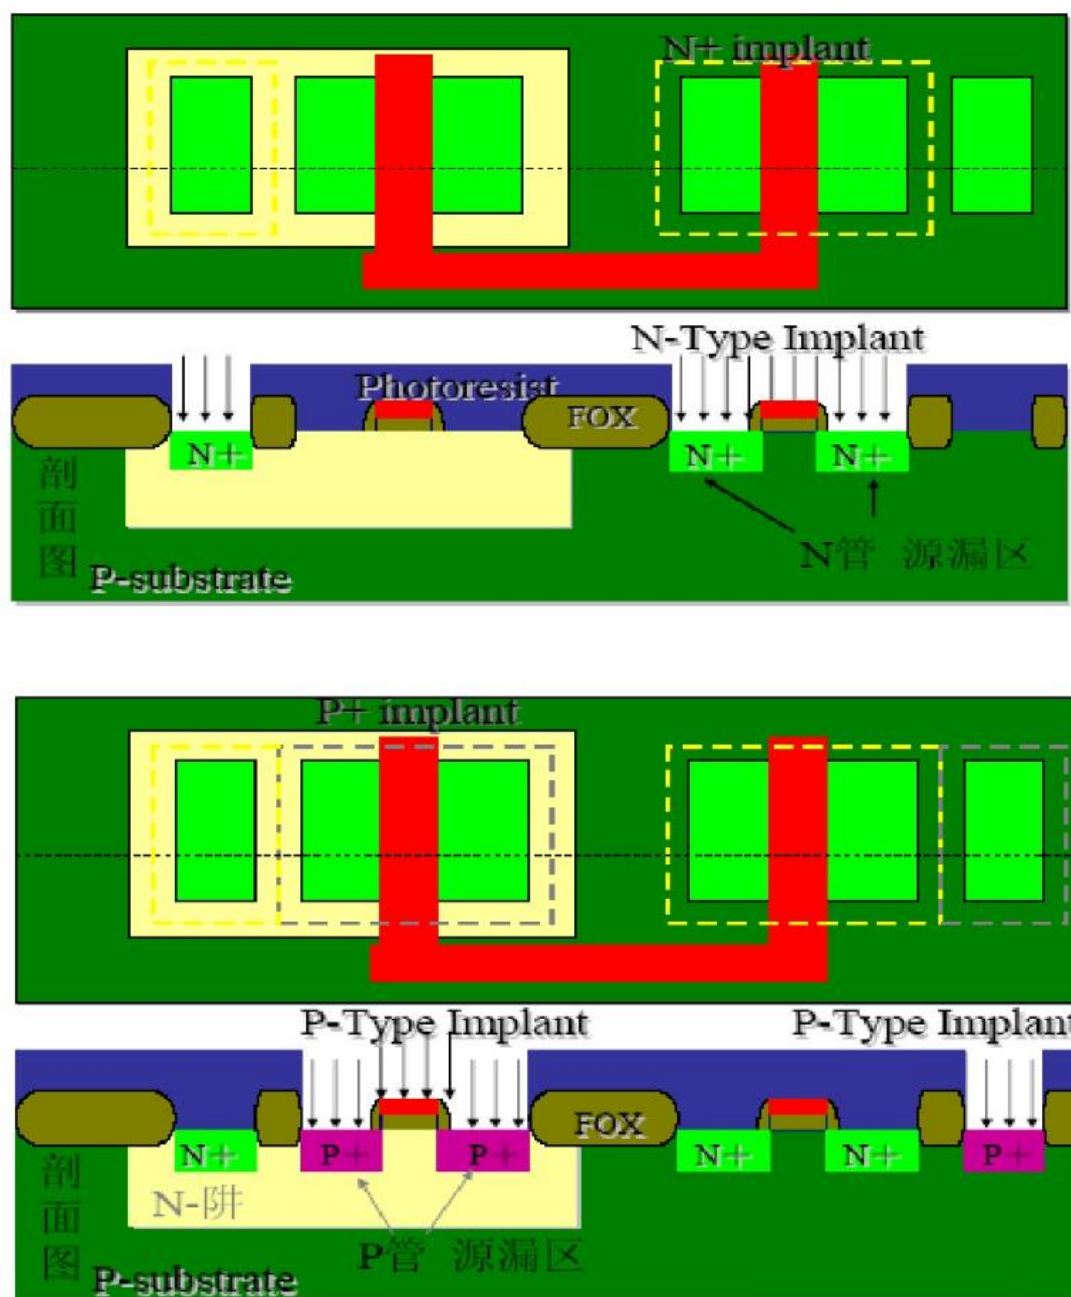 N+ implant
N-Type Implant
Photoresist
FOX
N+
N+
N+
剖
面
图
N管 源漏区
P-substrate
P+ implant
P-Type Implant
P-Type Implant
FOX
N+
P+
P+
N+
N+
P+
剖
面
图
N-阱
P管 源漏区
P-substrate